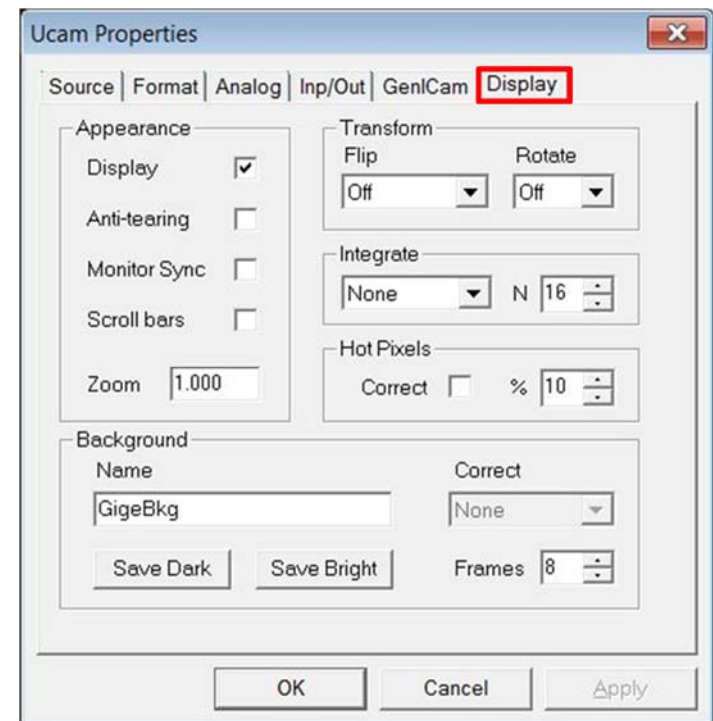 Ucam Properties
Source Format Analog Inp/Out GenICam Display
Appearance
Display
Anti-tearing
Monitor Sync
Scroll bars
Zoom 1.000
Transform
Flip Rotate
Off Off
Integrate
None N 16
Hot Pixels
Correct % 10
Background
Name Correct
GigeBkg None
Save Dark Save Bright Frames 8
OK Cancel Apply